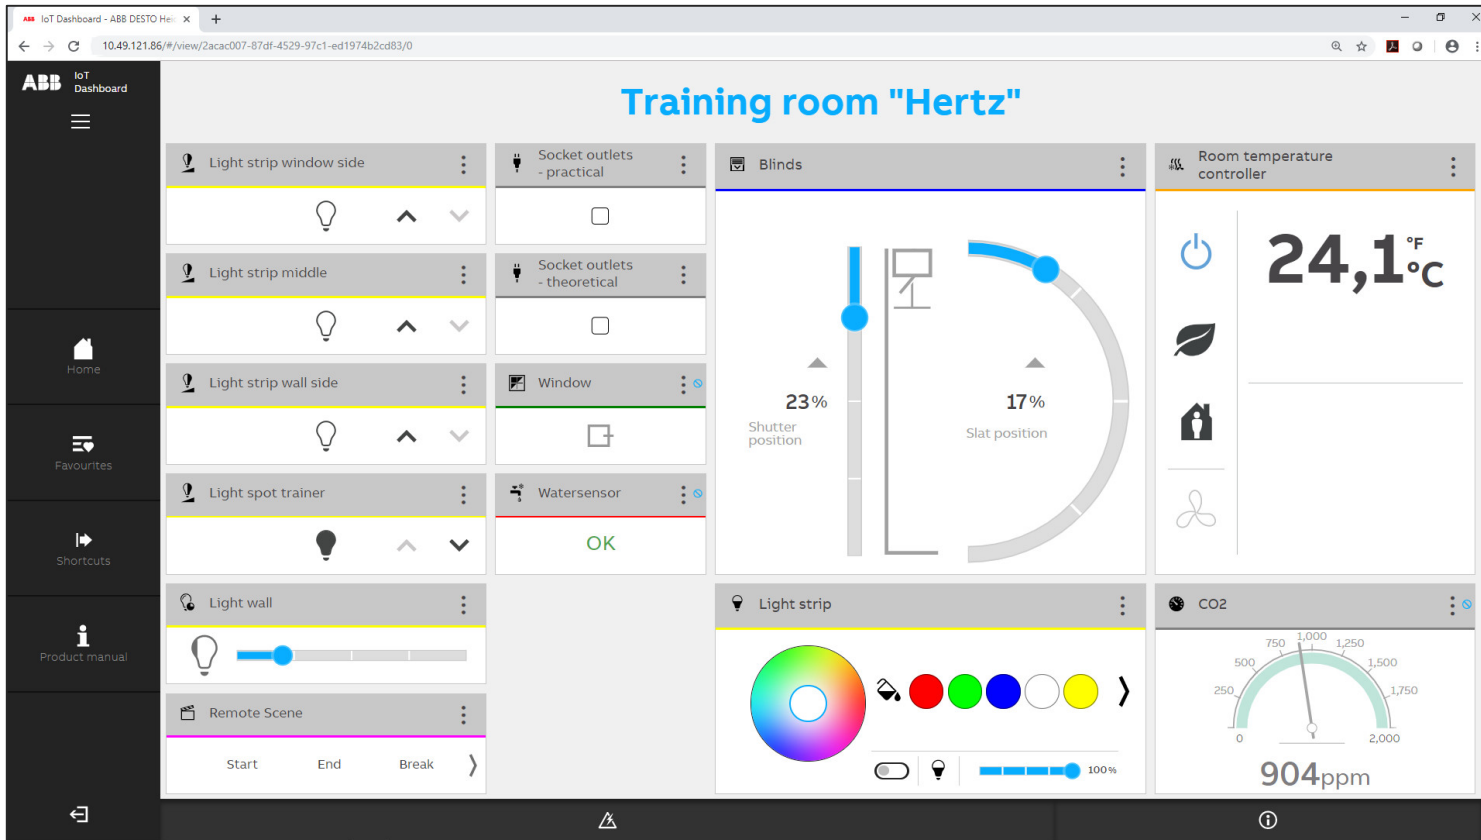 ABB IoT Dashboard - ABB DESTO Hei
10.49.121.86/#/view/2acac007-87df-4529-97c1-ed1974b2cd83/0
ABB IoT
Dashboard
Home
Favourites
Shortcuts
Product manual
Training room "Hertz"
Light strip window side
Light strip middle
Light strip wall side
Light spot trainer
Light wall
Remote Scene
Start End Break
Socket outlets
- practical
Socket outlets
- theoretical
Window
Watersensor
OK
Blinds
23%
Shutter
position
17%
Slat position
Light strip
100%
Room temperature
controller
24,1 °F
°C
CO2
0
250
500
750
1,000
1,250
1,500
1,750
2,000
904ppm